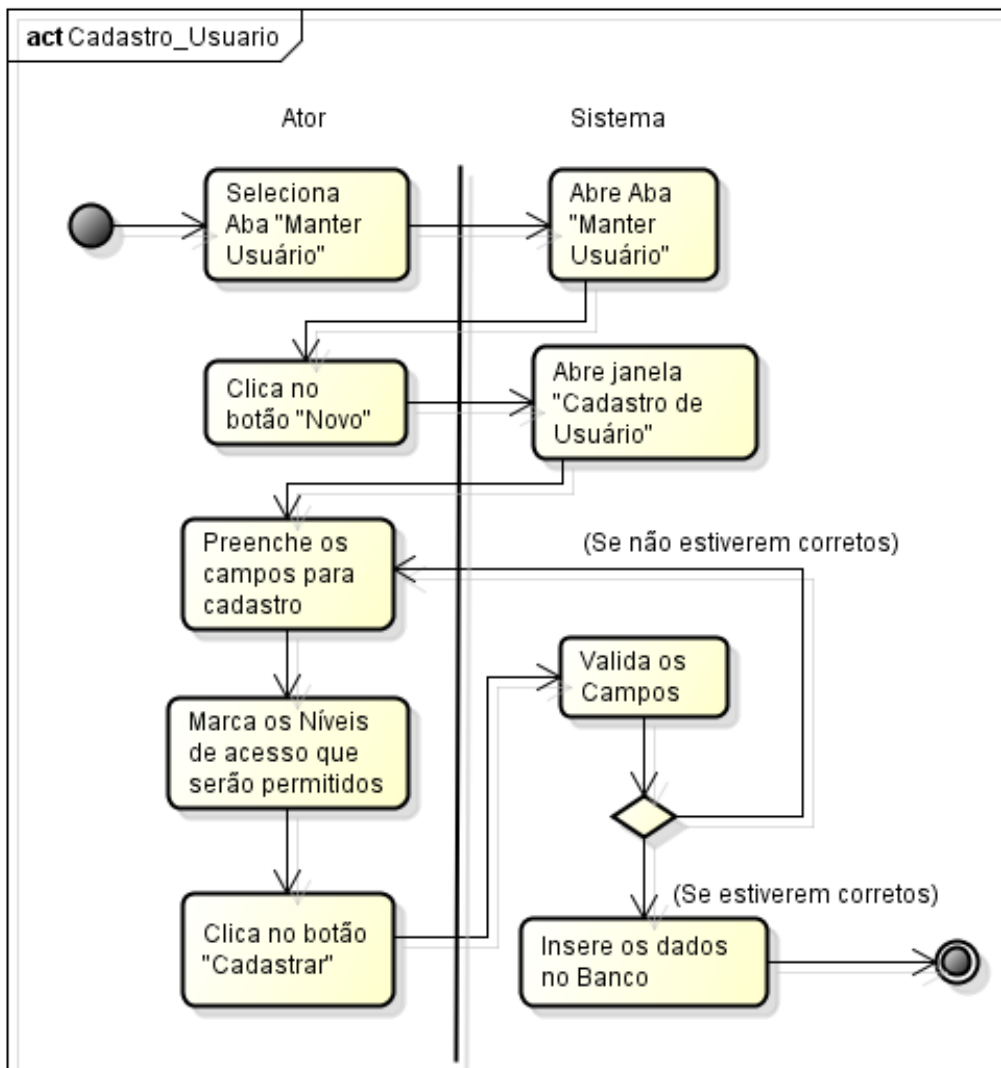 act Cadastro_Usuario
Ator
Sistema
Seleciona
Aba "Manter
Usuário"
Abre Aba
"Manter
Usuário"
Clica no
botão "Novo"
Abre janela
"Cadastro de
Usuário"
Preenche os
campos para
cadastro
(Se não estiverem corretos)
Marca os Níveis
de acesso que
serão permitidos
Valida os
Campos
Clica no botão
"Cadastrar"
(Se estiverem corretos)
Insere os dados
no Banco